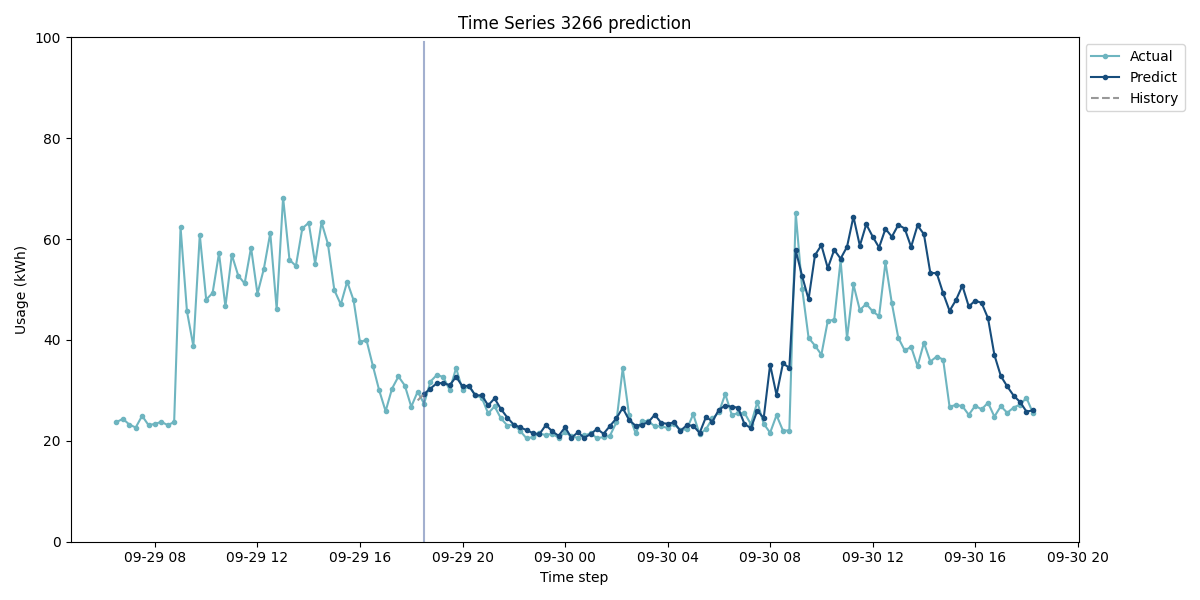 Time Series 3266 prediction
100
80
60
40
20
0
Usage (kWh)
09-29 08
09-29 12
09-29 16
09-29 20
09-30 00
09-30 04
09-30 08
09-30 12
09-30 16
09-30 20
Time step
Actual
Predict
History